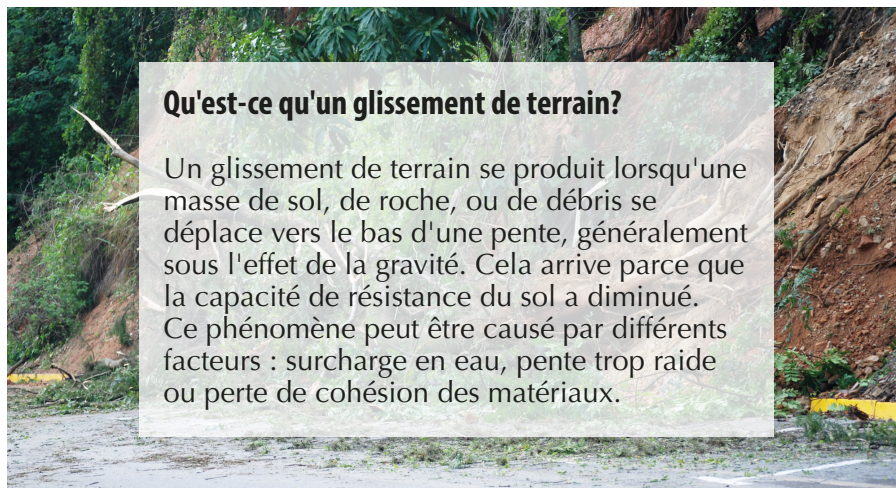 Qu'est-ce qu'un glissement de terrain?
Un glissement de terrain se produit lorsqu'une
masse de sol, de roche, ou de débris se
déplace vers le bas d'une pente, généralement
sous l'effet de la gravité. Cela arrive parce que
la capacité de résistance du sol a diminué.
Ce phénomène peut être causé par différents
facteurs : surcharge en eau, pente trop raide
ou perte de cohésion des matériaux.